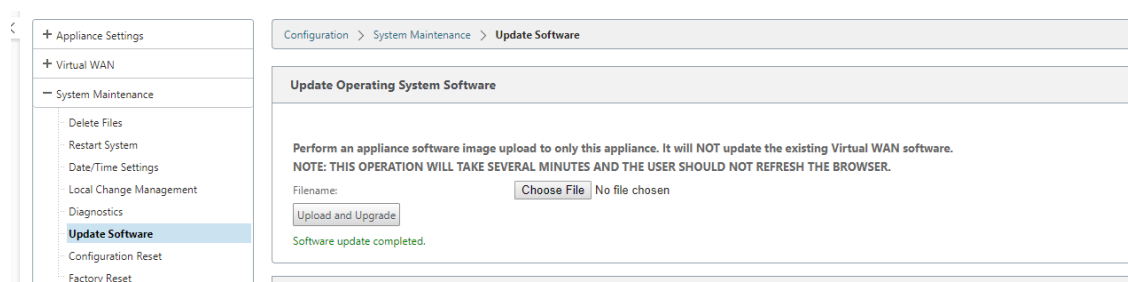 + Appliance Settings
+ Virtual WAN
− System Maintenance
Delete Files
Restart System
Date/Time Settings
Local Change Management
Diagnostics
Update Software
Configuration Reset
Factory Reset
Configuration > System Maintenance > Update Software
Update Operating System Software
Perform an appliance software image upload to only this appliance. It will NOT update the existing Virtual WAN software.
NOTE: THIS OPERATION WILL TAKE SEVERAL MINUTES AND THE USER SHOULD NOT REFRESH THE BROWSER.
Filename: Choose File No file chosen
Upload and Upgrade
Software update completed.